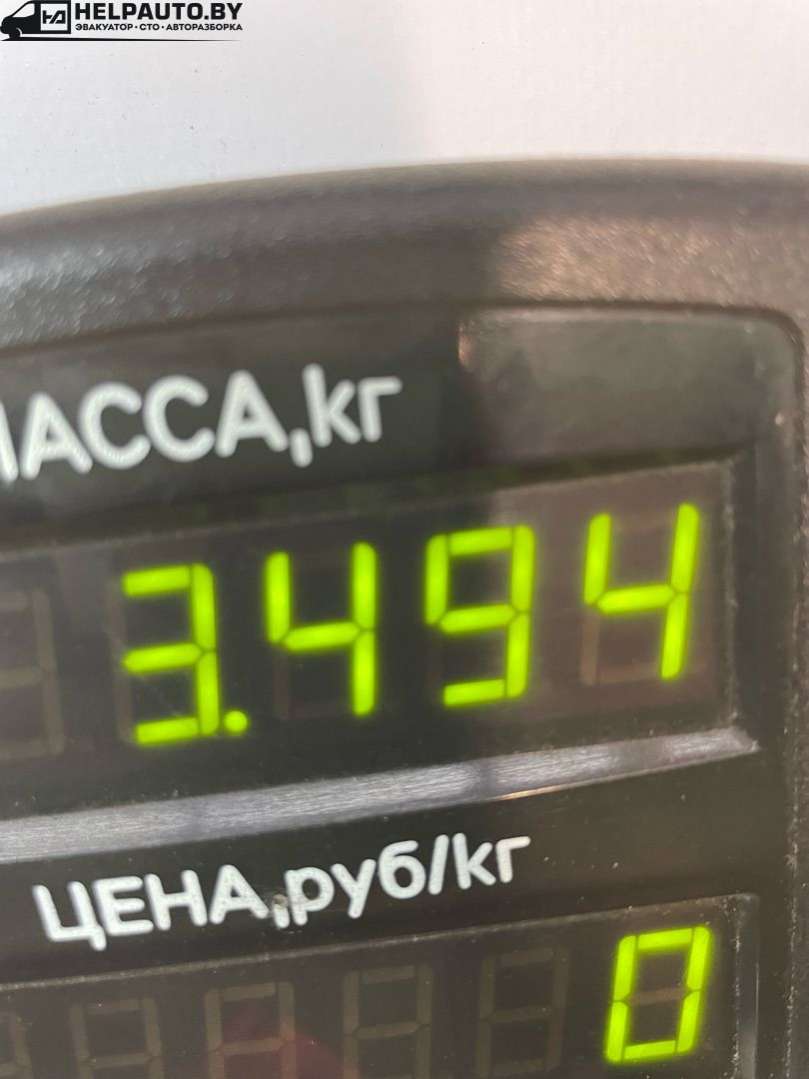 HELPAUTO.BY
ЭВАКУАТОР • СТО • АВТОРАЗБОРКА
АССА,кг
3.494
ЦЕНА,руб/кг
0